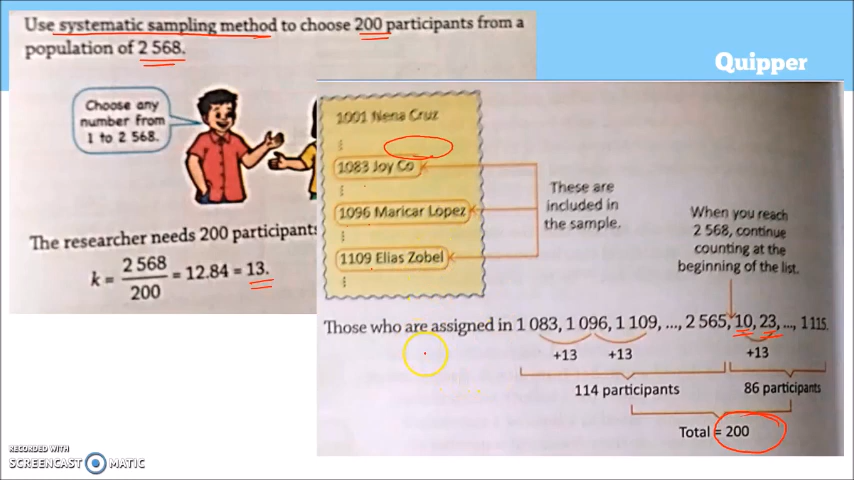 Use systematic sampling method to choose 200 participants from a
population of 2 568.
Quipper
Choose any
number from
1 to 2 568.
The researcher needs 200 participants
k = 2 568 / 200 = 12.84 = 13.
1001 Nena Cruz
⋮
1083 Joy Co
⋮
1096 Maricar Lopez
⋮
1109 Elias Zobel
⋮
These are
included in
the sample.
When you reach
2 568, continue
counting at the
beginning of the list.
Those who are assigned in 1 083, 1 096, 1 109, ..., 2 565, 10, 23, ..., 1 115.
+13
+13
+13
114 participants
86 participants
Total = 200
RECORDED WITH
SCREENCAST MATIC